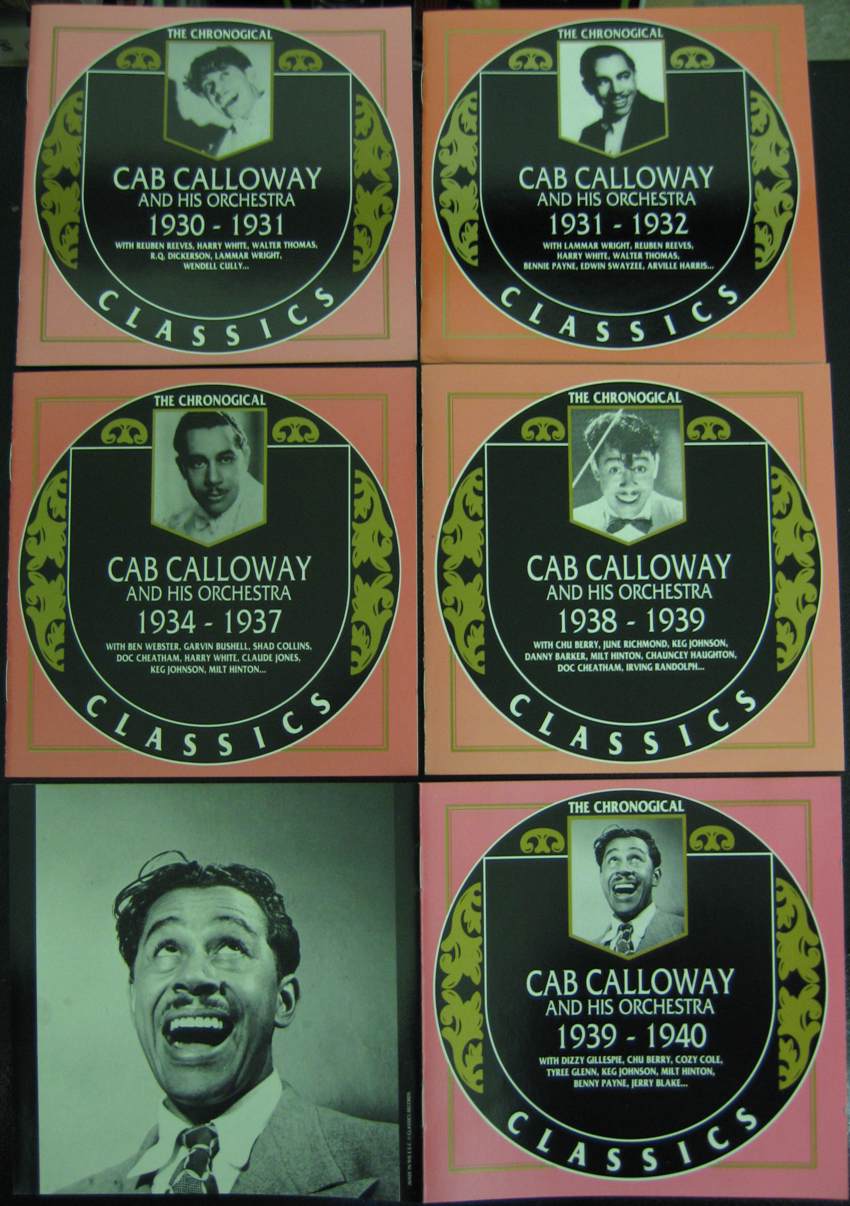 THE CHRONOGICAL
CAB CALLOWAY
AND HIS ORCHESTRA
1930 - 1931
WITH REUBEN REEVES, HARRY WHITE, WALTER THOMAS,
R.Q. DICKERSON, LAMMAR WRIGHT,
WENDELL CULLY...
CLASSICS
THE CHRONOGICAL
CAB CALLOWAY
AND HIS ORCHESTRA
1931 - 1932
WITH LAMMAR WRIGHT, REUBEN REEVES,
HARRY WHITE, WALTER THOMAS,
BENNIE PAYNE, EDWIN SWAYZEE, ARVILLE HARRIS...
CLASSICS
THE CHRONOGICAL
CAB CALLOWAY
AND HIS ORCHESTRA
1934 - 1937
WITH BEN WEBSTER, GARVIN BUSHELL, SHAD COLLINS,
DOC CHEATHAM, HARRY WHITE, CLAUDE JONES,
KEG JOHNSON, MILT HINTON...
CLASSICS
THE CHRONOGICAL
CAB CALLOWAY
AND HIS ORCHESTRA
1938 - 1939
WITH CHU BERRY, JUNE RICHMOND, KEG JOHNSON,
DANNY BARKER, MILT HINTON, CHAUNCEY HAUGHTON,
DOC CHEATHAM, IRVING RANDOLPH...
CLASSICS
THE CHRONOGICAL
CAB CALLOWAY
AND HIS ORCHESTRA
1939 - 1940
WITH DIZZY GILLESPIE, CHU BERRY, COZY COLE,
TYREE GLENN, KEG JOHNSON, MILT HINTON,
BENNY PAYNE, JERRY BLAKE...
CLASSICS